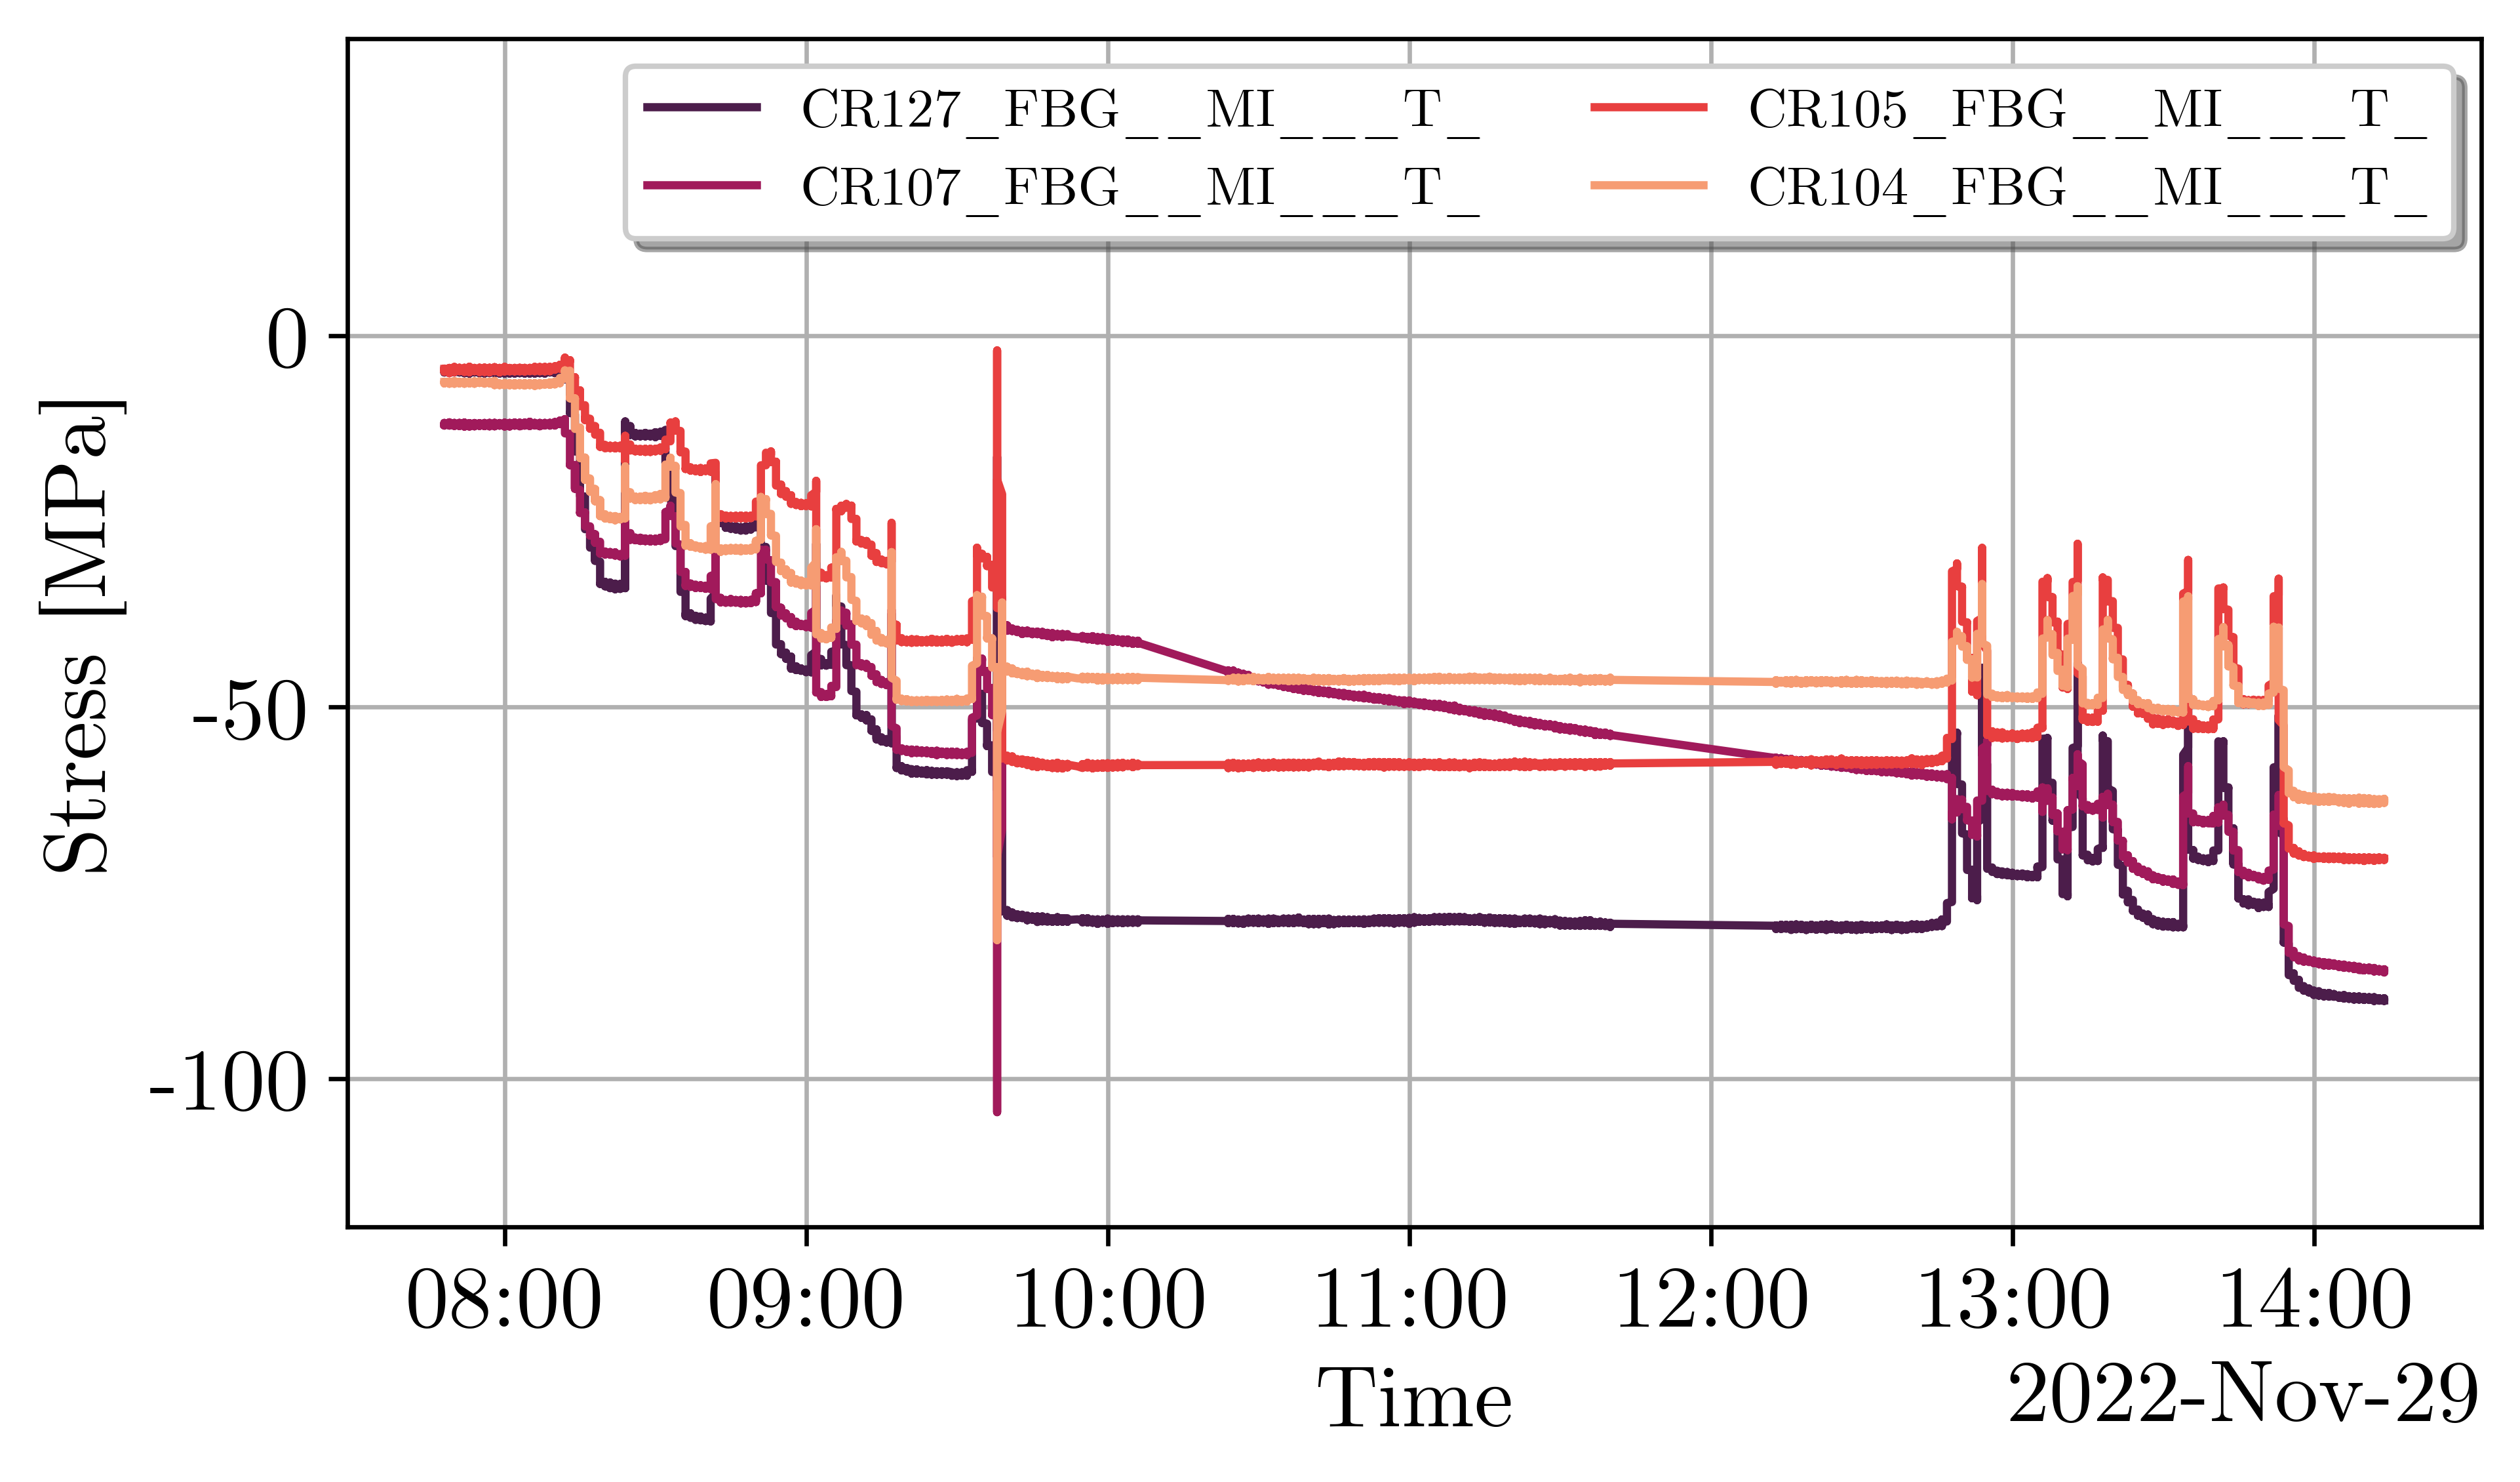 CR127_FBG__MI___T_
CR107_FBG__MI___T_
CR105_FBG__MI___T_
CR104_FBG__MI___T_
Stress [MPa]
0
-50
-100
08:00 09:00 10:00 11:00 12:00 13:00 14:00
Time
2022-Nov-29